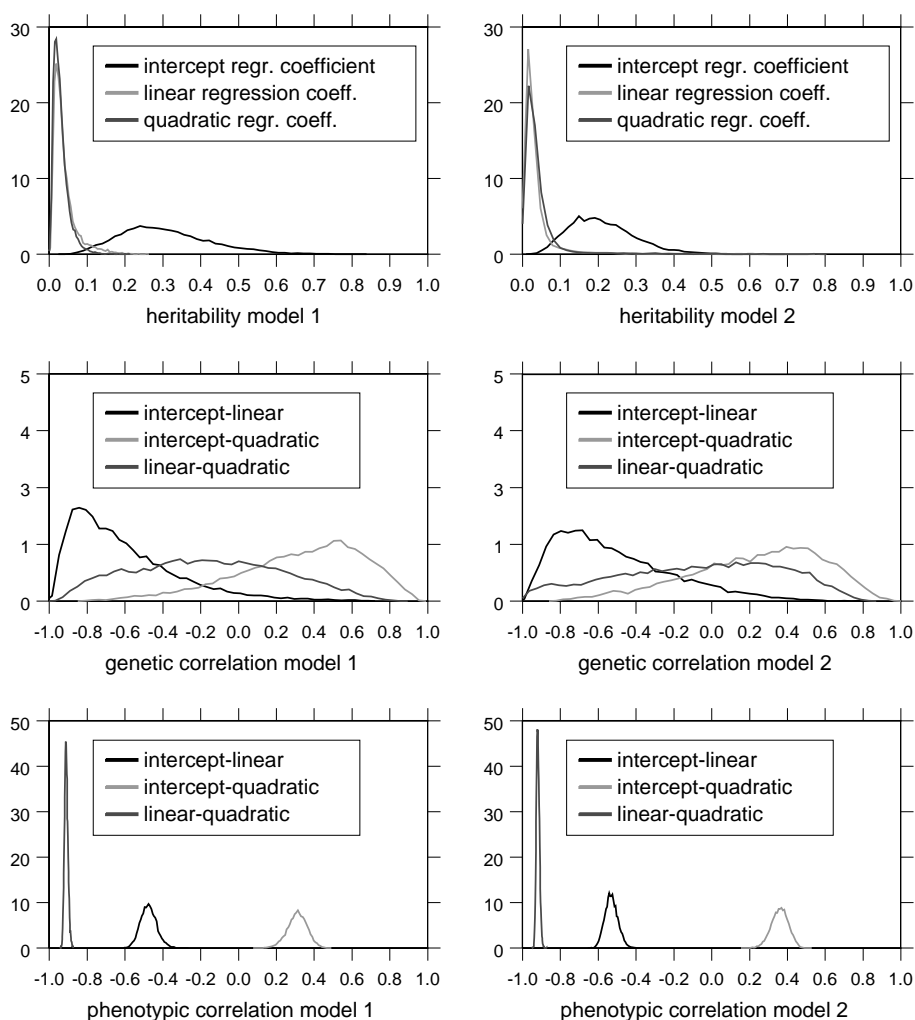 30
20
10
0
intercept regr. coefficient
linear regression coeff.
quadratic regr. coeff.
0.0 0.1 0.2 0.3 0.4 0.5 0.6 0.7 0.8 0.9 1.0
heritability model 1
30
20
10
0
intercept regr. coefficient
linear regression coeff.
quadratic regr. coeff.
0.0 0.1 0.2 0.3 0.4 0.5 0.6 0.7 0.8 0.9 1.0
heritability model 2
5
4
3
1
0
intercept-linear
intercept-quadratic
linear-quadratic
-1.0 -0.8 -0.6 -0.4 -0.2 0.0 0.2 0.4 0.6 0.8 1.0
genetic correlation model 1
5
4
3
1
0
intercept-linear
intercept-quadratic
linear-quadratic
-1.0 -0.8 -0.6 -0.4 -0.2 0.0 0.2 0.4 0.6 0.8 1.0
genetic correlation model 2
50
40
30
20
10
0
intercept-linear
intercept-quadratic
linear-quadratic
-1.0 -0.8 -0.6 -0.4 -0.2 0.0 0.2 0.4 0.6 0.8 1.0
phenotypic correlation model 1
50
40
30
20
10
0
intercept-linear
intercept-quadratic
linear-quadratic
-1.0 -0.8 -0.6 -0.4 -0.2 0.0 0.2 0.4 0.6 0.8 1.0
phenotypic correlation model 2